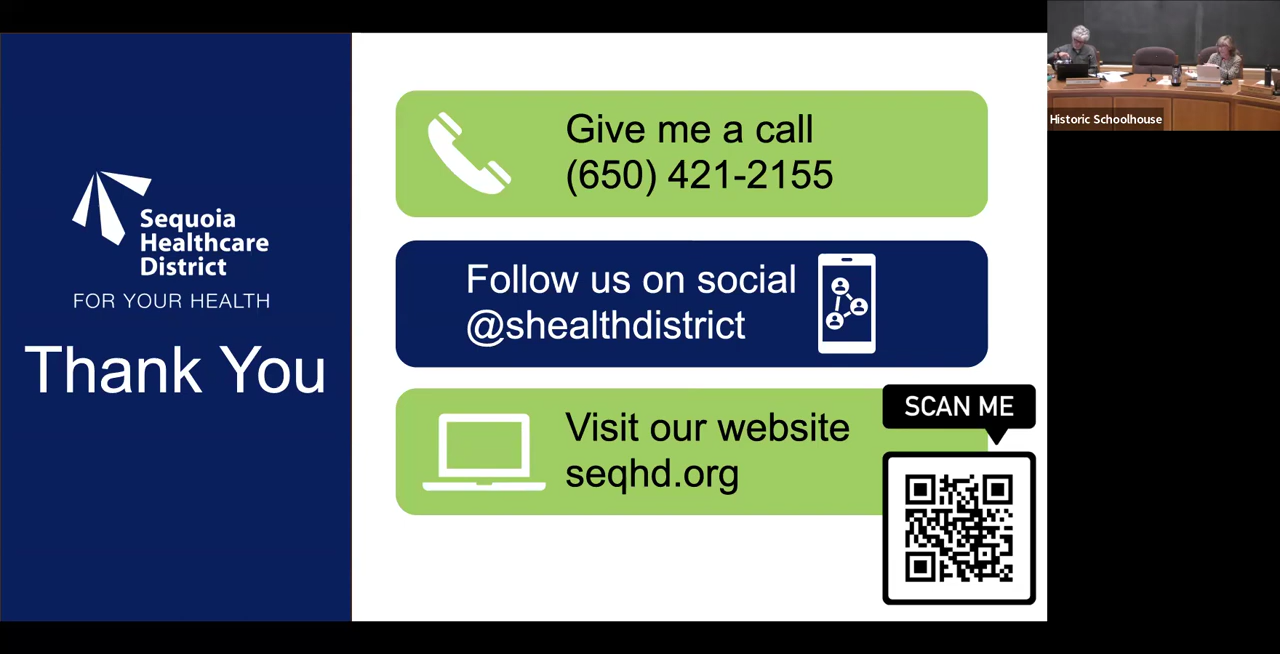 Sequoia
Healthcare
District
FOR YOUR HEALTH
Thank You
Give me a call
(650) 421-2155
Follow us on social
@shealthdistrict
Visit our website
seqhd.org
SCAN ME
Historic Schoolhouse